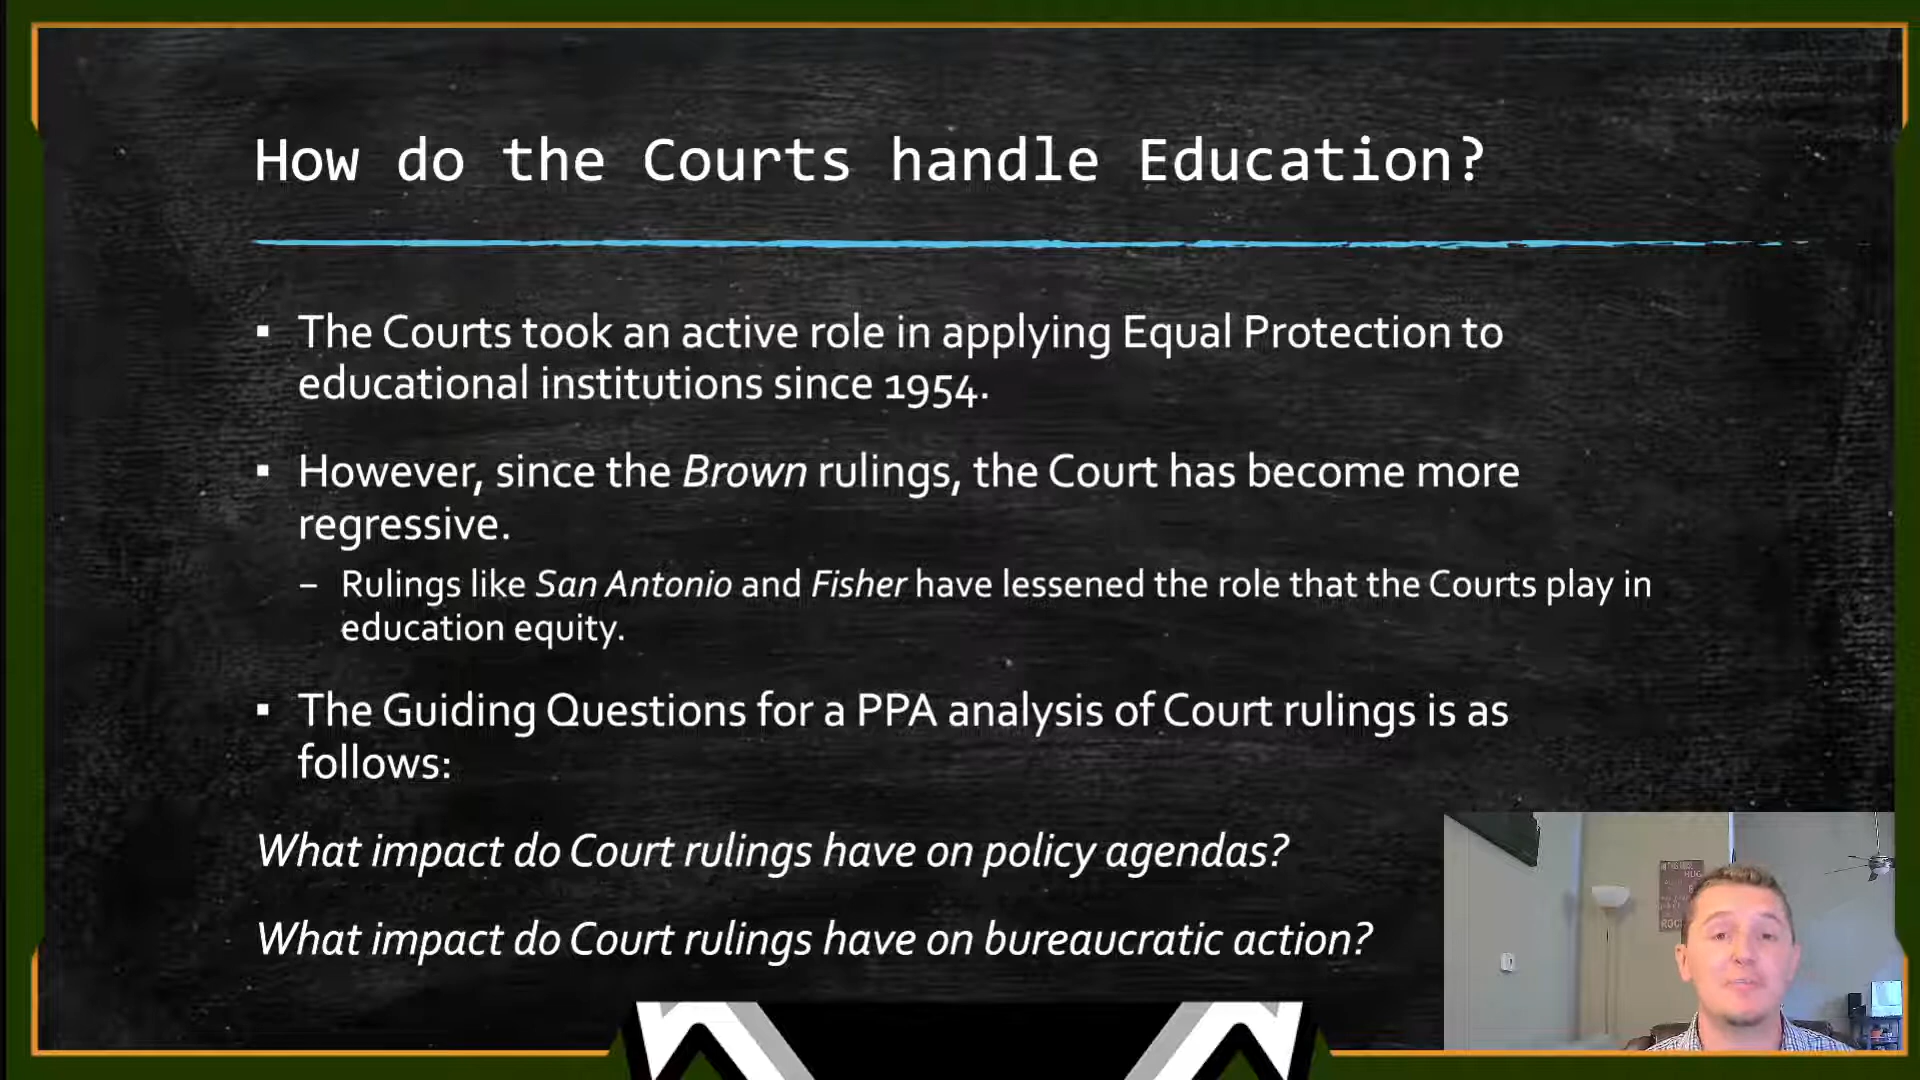 How do the Courts handle Education?
▪ The Courts took an active role in applying Equal Protection to
educational institutions since 1954.
▪ However, since the Brown rulings, the Court has become more
regressive.
– Rulings like San Antonio and Fisher have lessened the role that the Courts play in
education equity.
▪ The Guiding Questions for a PPA analysis of Court rulings is as
follows:
What impact do Court rulings have on policy agendas?
What impact do Court rulings have on bureaucratic action?
HUG